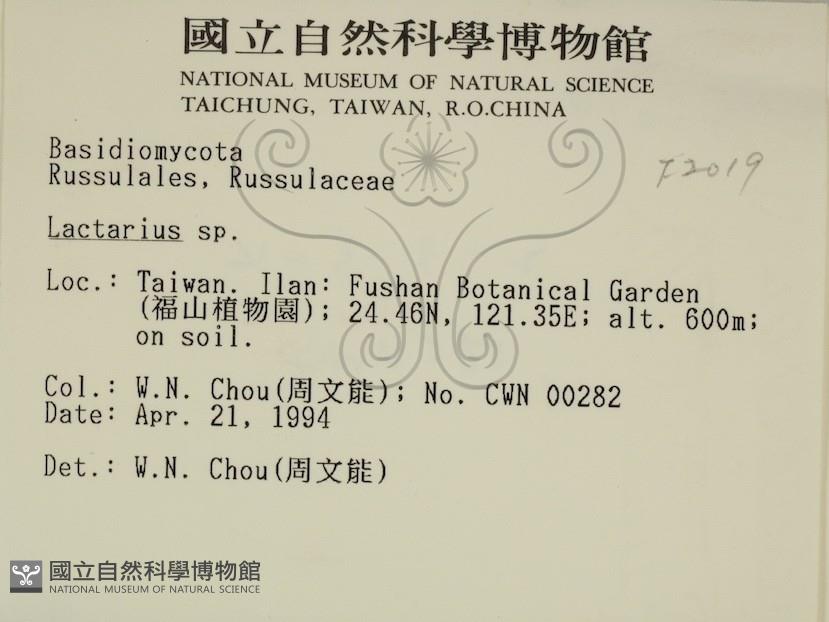 國立自然科學博物館
NATIONAL MUSEUM OF NATURAL SCIENCE
TAICHUNG, TAIWAN, R.O.CHINA
Basidiomycota
Russulales, Russulaceae
F2019
Lactarius sp.
Loc.: Taiwan. Ilan: Fushan Botanical Garden
(福山植物園); 24.46N, 121.35E; alt. 600m;
on soil.
Col.: W.N. Chou(周文能); No. CWN 00282
Date: Apr. 21, 1994
Det.: W.N. Chou(周文能)
國立自然科學博物館
NATIONAL MUSEUM OF NATURAL SCIENCE